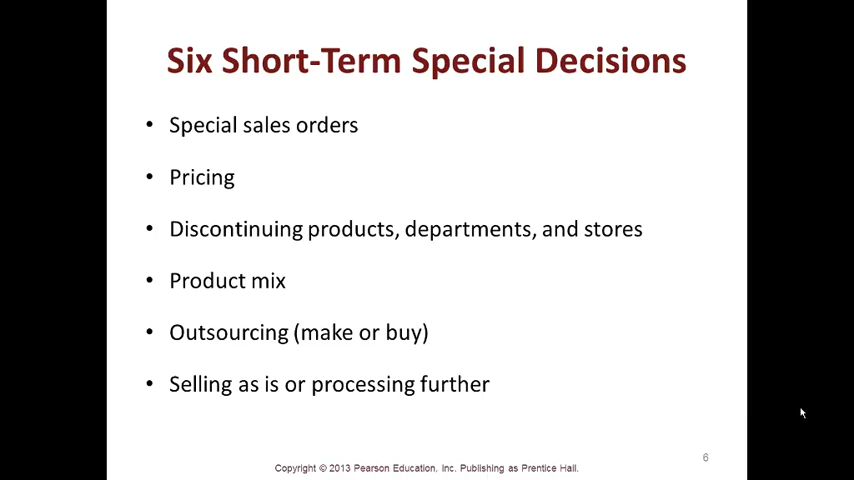 Six Short-Term Special Decisions
• Special sales orders
• Pricing
• Discontinuing products, departments, and stores
• Product mix
• Outsourcing (make or buy)
• Selling as is or processing further
6
Copyright © 2013 Pearson Education. Inc. Publishing as Prentice Hall.